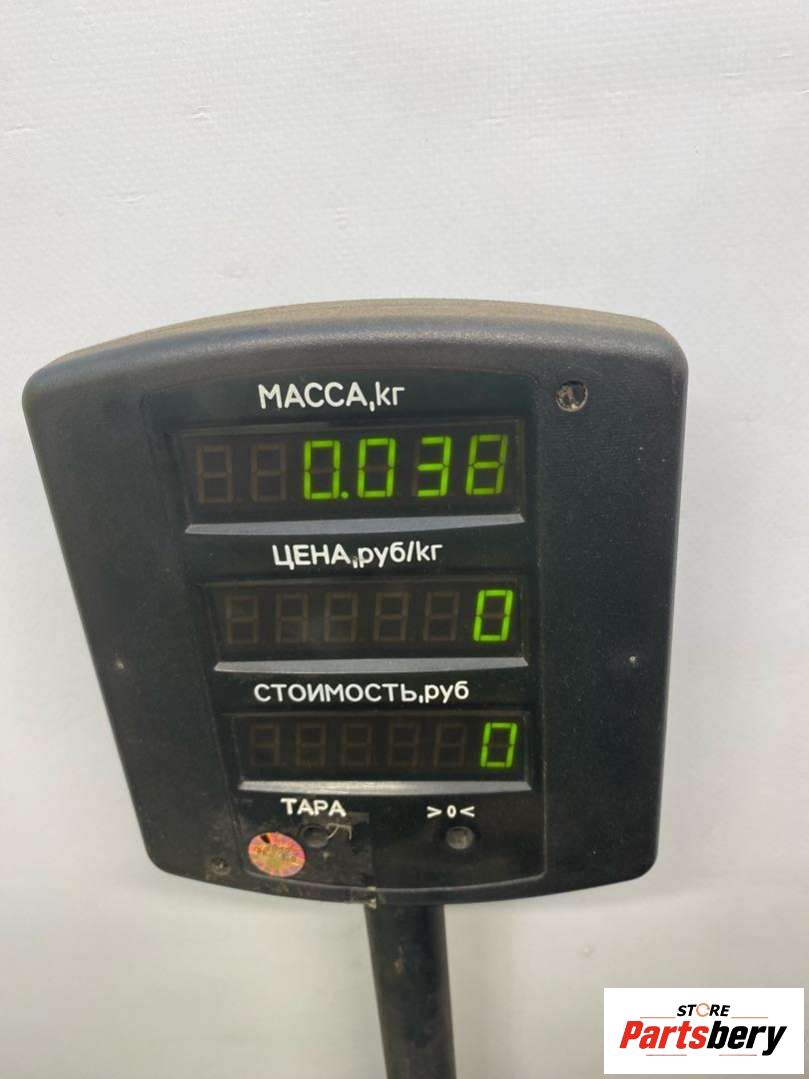 МАССА,кг
0.038
ЦЕНА,руб/кг
0
СТОИМОСТЬ,руб
0
ТАРА >0<
STORE
Partsbery